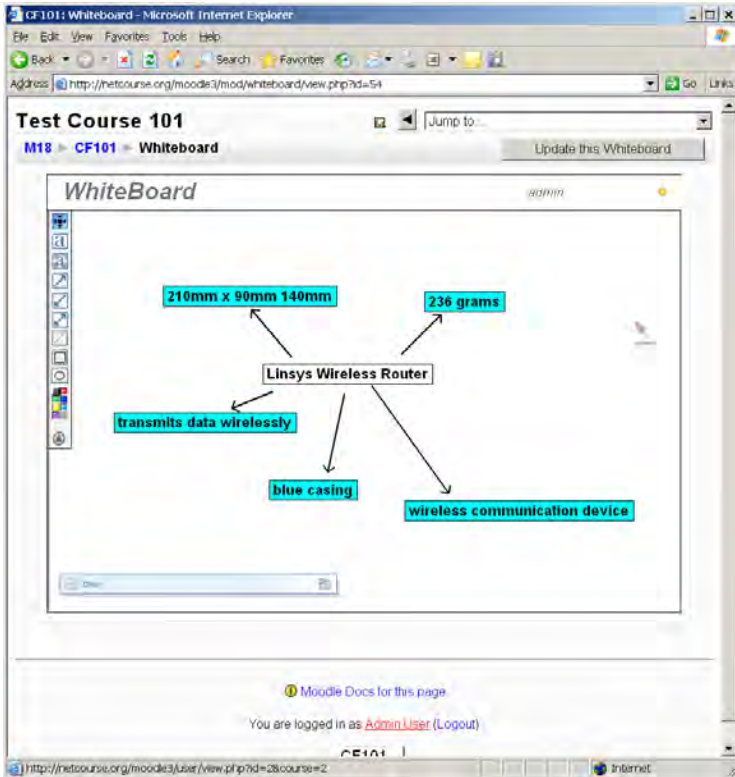 CF101: Whiteboard - Microsoft Internet Explorer
File Edit View Favorites Tools Help
Back Search Favorites
Address http://netcourse.org/moodle3/mod/whiteboard/view.php?id=54 Go Links
Test Course 101 Jump to...
M18 CF101 Whiteboard Update this Whiteboard
WhiteBoard admin
210mm x 90mm 140mm 236 grams
Linsys Wireless Router
transmits data wirelessly
blue casing
wireless communication device
Moodle Docs for this page
You are logged in as Admin User (Logout)
CF101
http://netcourse.org/moodle3/user/view.php?id=2&course=2 Internet